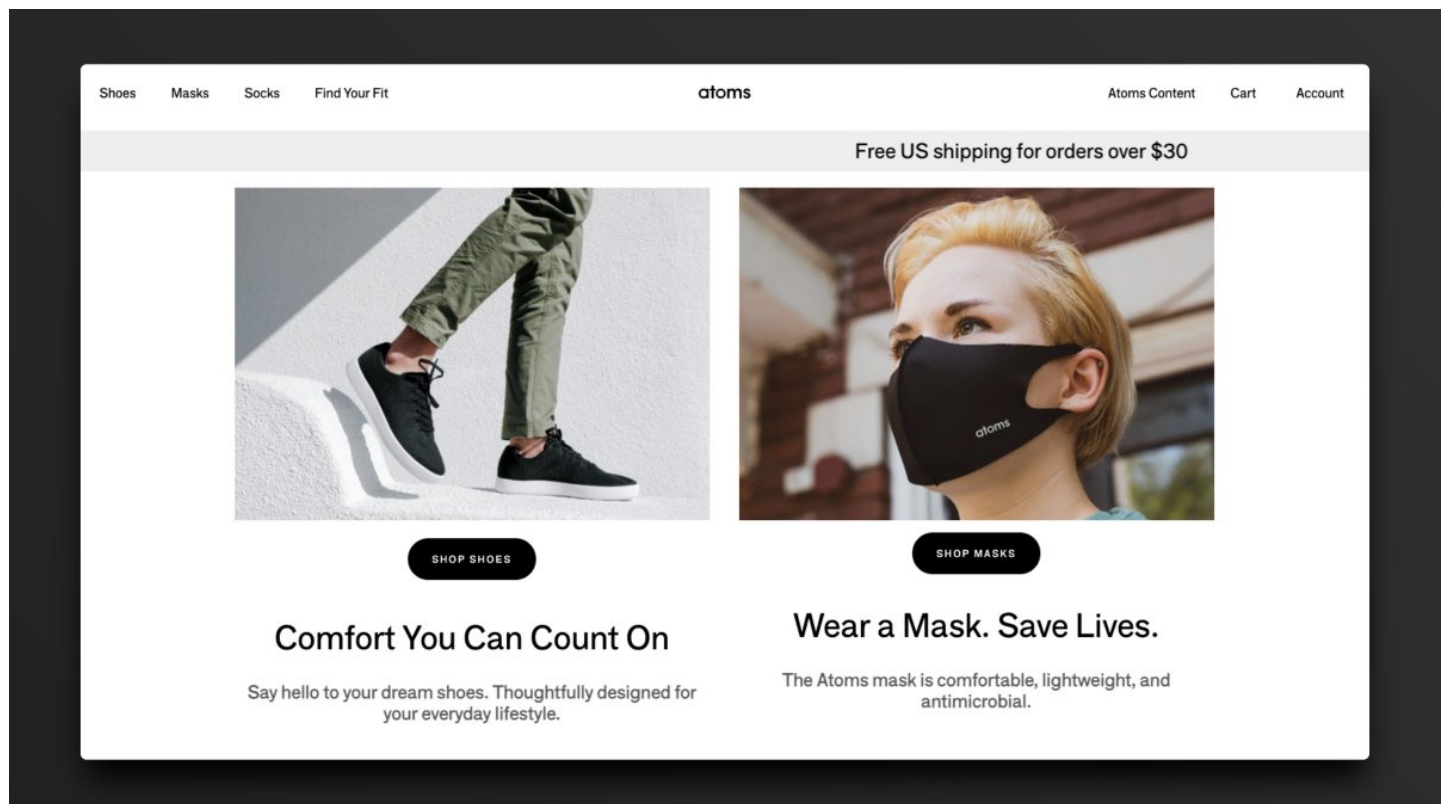 Shoes Masks Socks Find Your Fit atoms Atoms Content Cart Account
Free US shipping for orders over $30
atoms
SHOP SHOES
SHOP MASKS
Comfort You Can Count On
Wear a Mask. Save Lives.
Say hello to your dream shoes. Thoughtfully designed for
your everyday lifestyle.
The Atoms mask is comfortable, lightweight, and
antimicrobial.